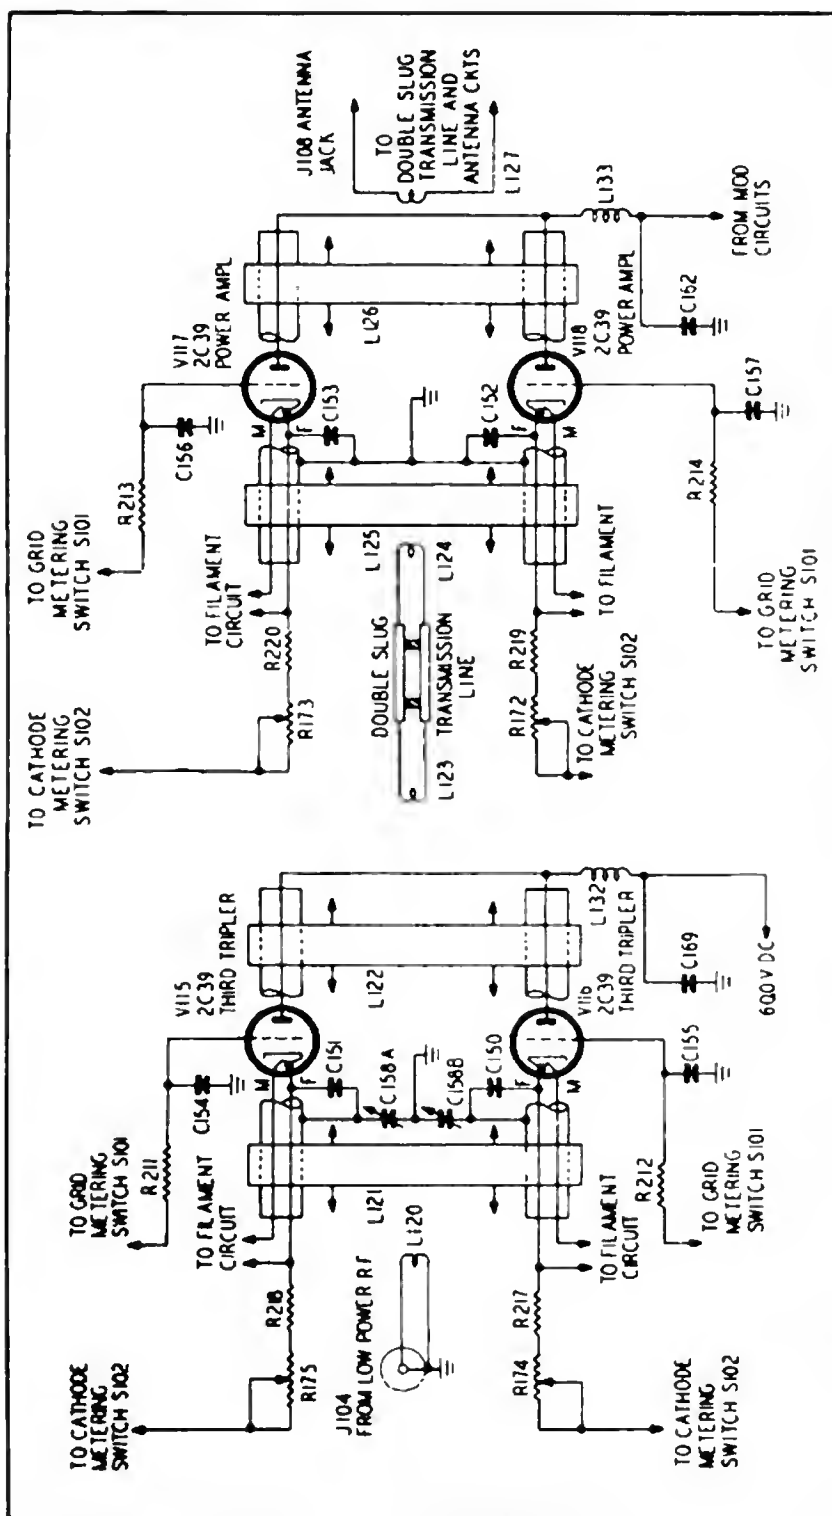 TO CATHODE
METERING
SWITCH S102
TO GRID
METERING
SWITCH S101
R211
C154
V115
2C39
THIRD TRIPLER
M
F
C151
TO FILAMENT
CIRCUIT
R218
R175
L121
L122
C158A
C158B
J104
FROM LOW POWER RF
L120
C150
F
M
V116
2C39
THIRD TRIPLER
L132
C169
600V DC
C155
R212
TO GRID
METERING
SWITCH S101
TO FILAMENT
CIRCUIT
R217
R174
TO CATHODE
METERING
SWITCH S102
TO CATHODE
METERING
SWITCH S102
TO GRID
METERING
SWITCH S101
R213
C156
V117
2C39
POWER AMPL
M
F
C153
TO FILAMENT
CIRCUIT
R220
R173
L125
L126
DOUBLE SLUG
TRANSMISSION
LINE
L123
L124
J108 ANTENNA
JACK
TO
DOUBLE SLUG
TRANSMISSION
LINE AND
ANTENNA CKTS
L127
C152
F
M
V118
2C39
POWER AMPL
L133
C162
FROM MOD
CIRCUITS
C157
R214
TO GRID
METERING
SWITCH S101
TO FILAMENT
R219
R172
TO CATHODE
METERING
SWITCH S102